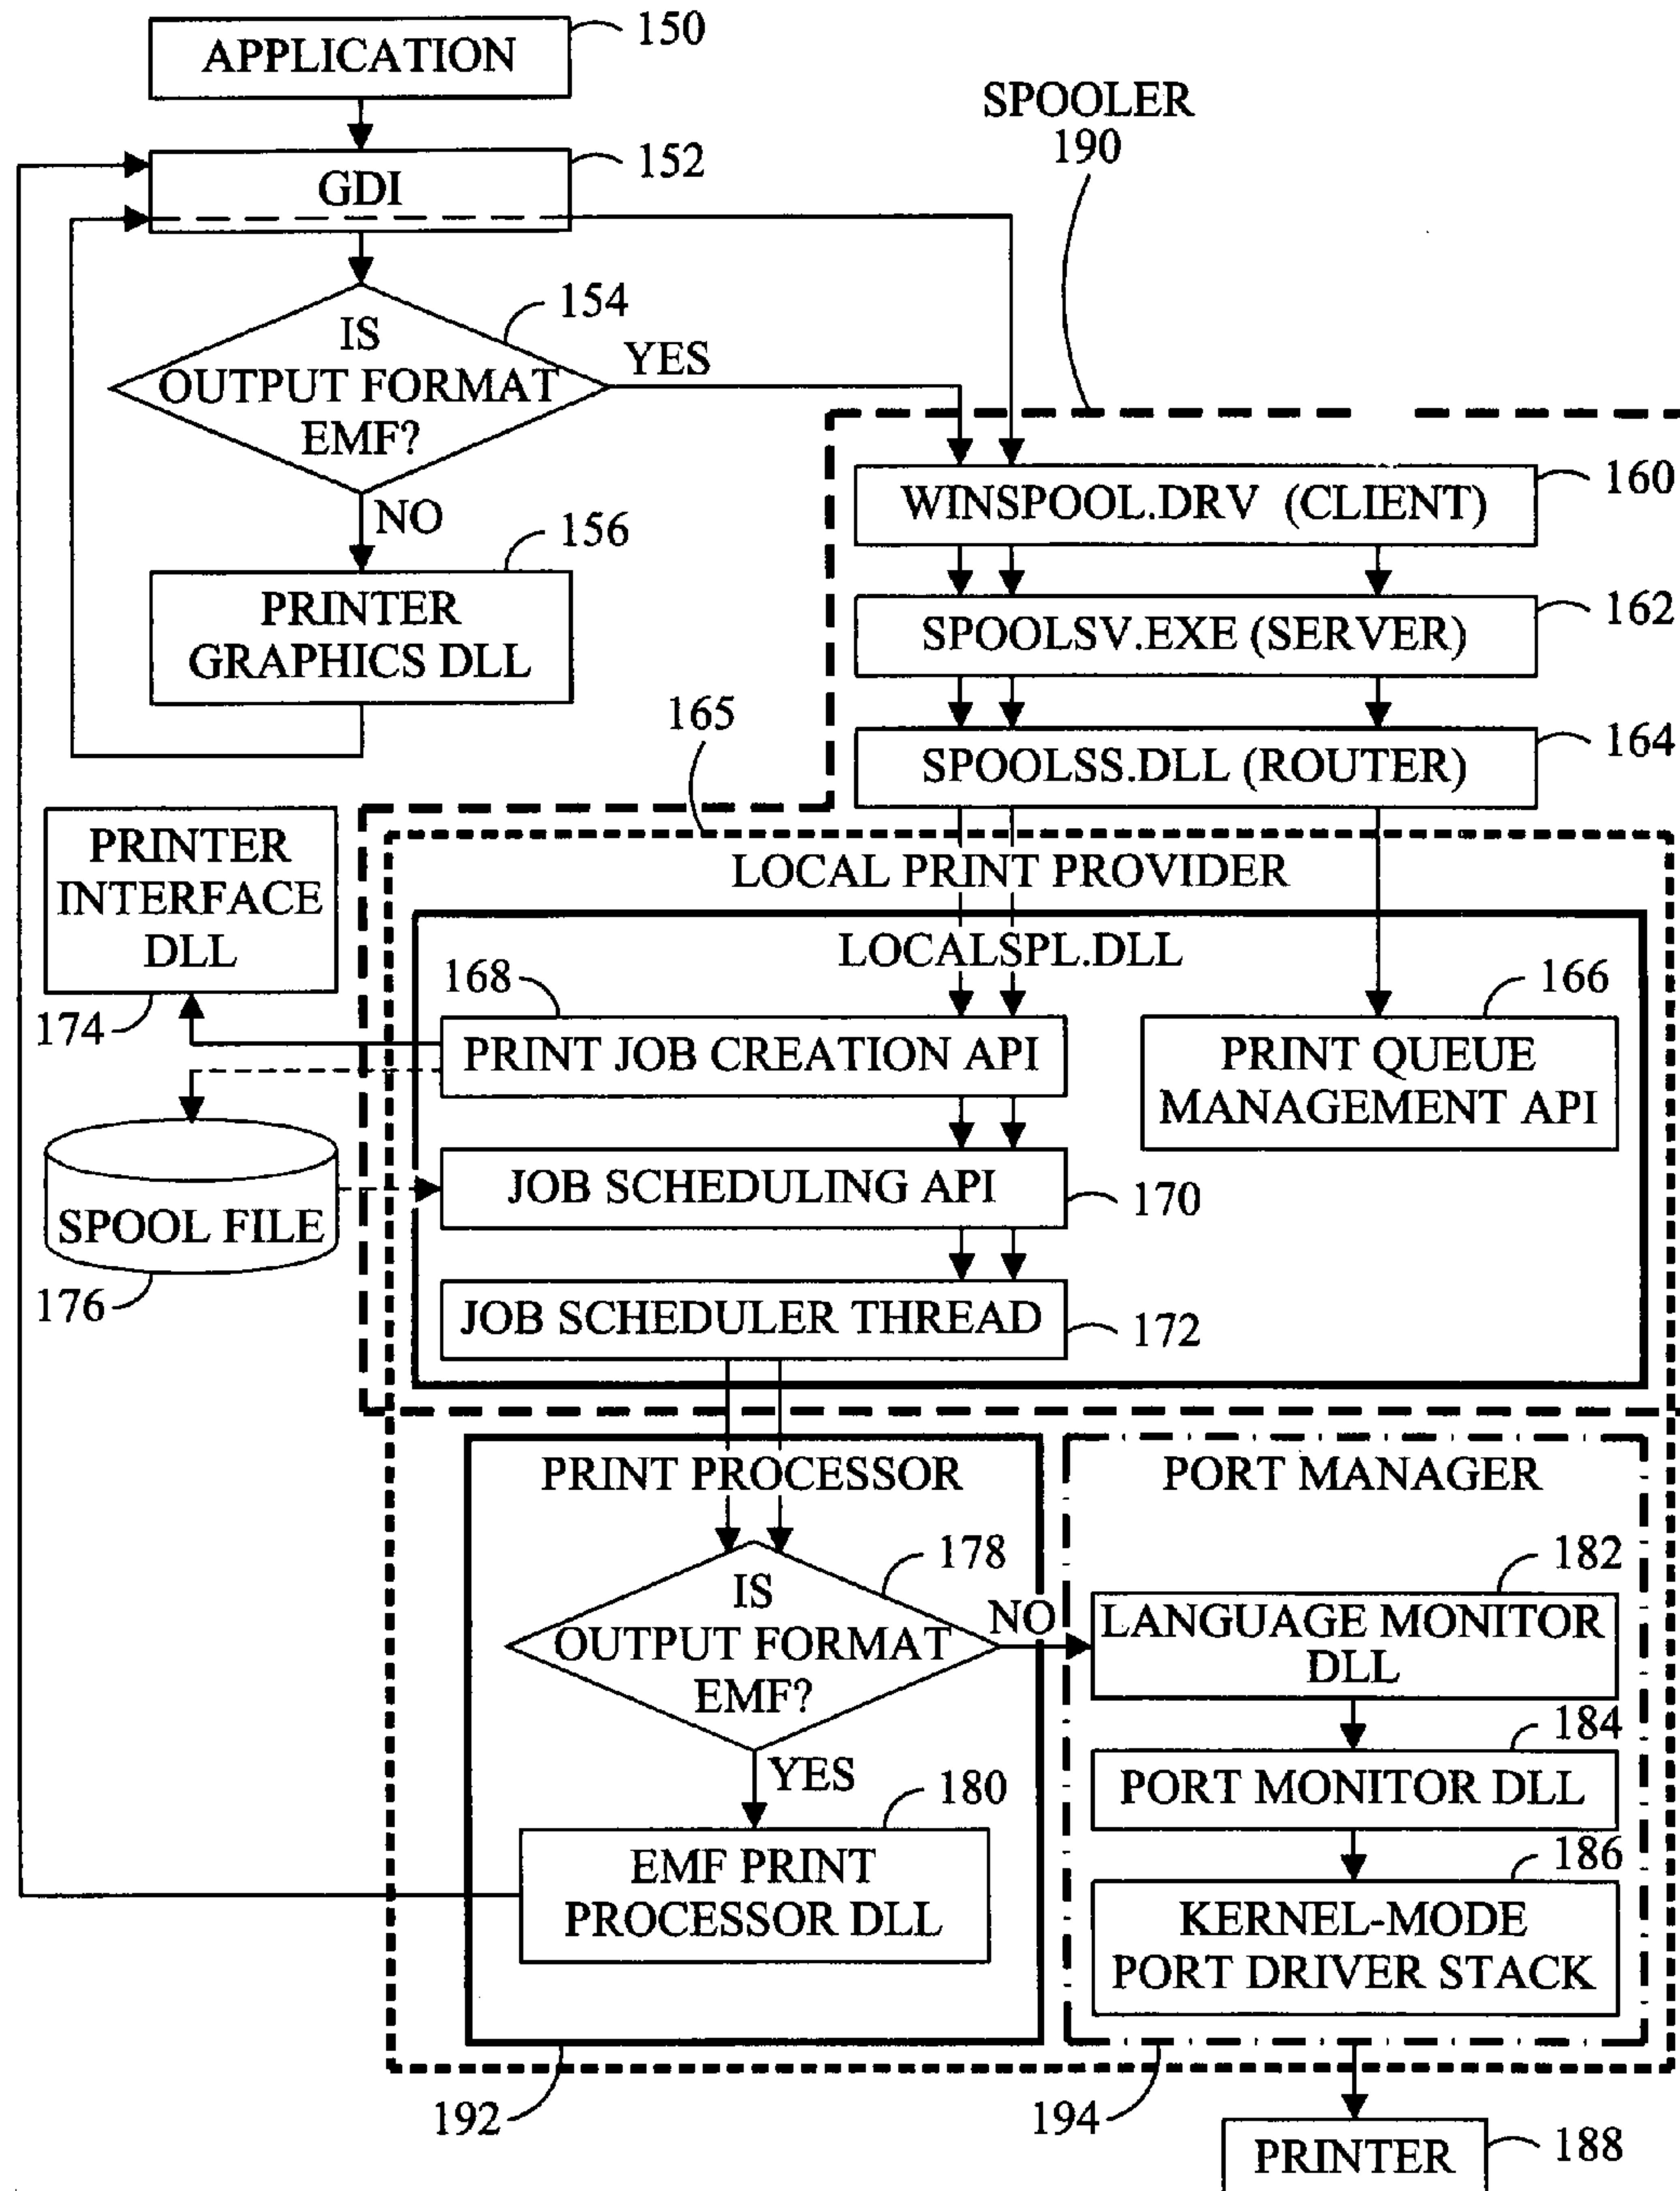 APPLICATION
150
SPOOLER
190
GDI
152
IS
OUTPUT FORMAT
EMF?
154
YES
NO
PRINTER
GRAPHICS DLL
156
WINSPOOL.DRV (CLIENT)
160
SPOOLSV.EXE (SERVER)
162
SPOOLSS.DLL (ROUTER)
164
165
LOCAL PRINT PROVIDER
LOCALSPL.DLL
PRINTER
INTERFACE
DLL
174
168
PRINT JOB CREATION API
166
PRINT QUEUE
MANAGEMENT API
SPOOL FILE
176
JOB SCHEDULING API
170
JOB SCHEDULER THREAD
172
PRINT PROCESSOR
IS
OUTPUT FORMAT
EMF?
178
NO
YES
180
EMF PRINT
PROCESSOR DLL
192
PORT MANAGER
182
LANGUAGE MONITOR
DLL
184
PORT MONITOR DLL
186
KERNEL-MODE
PORT DRIVER STACK
194
PRINTER
188